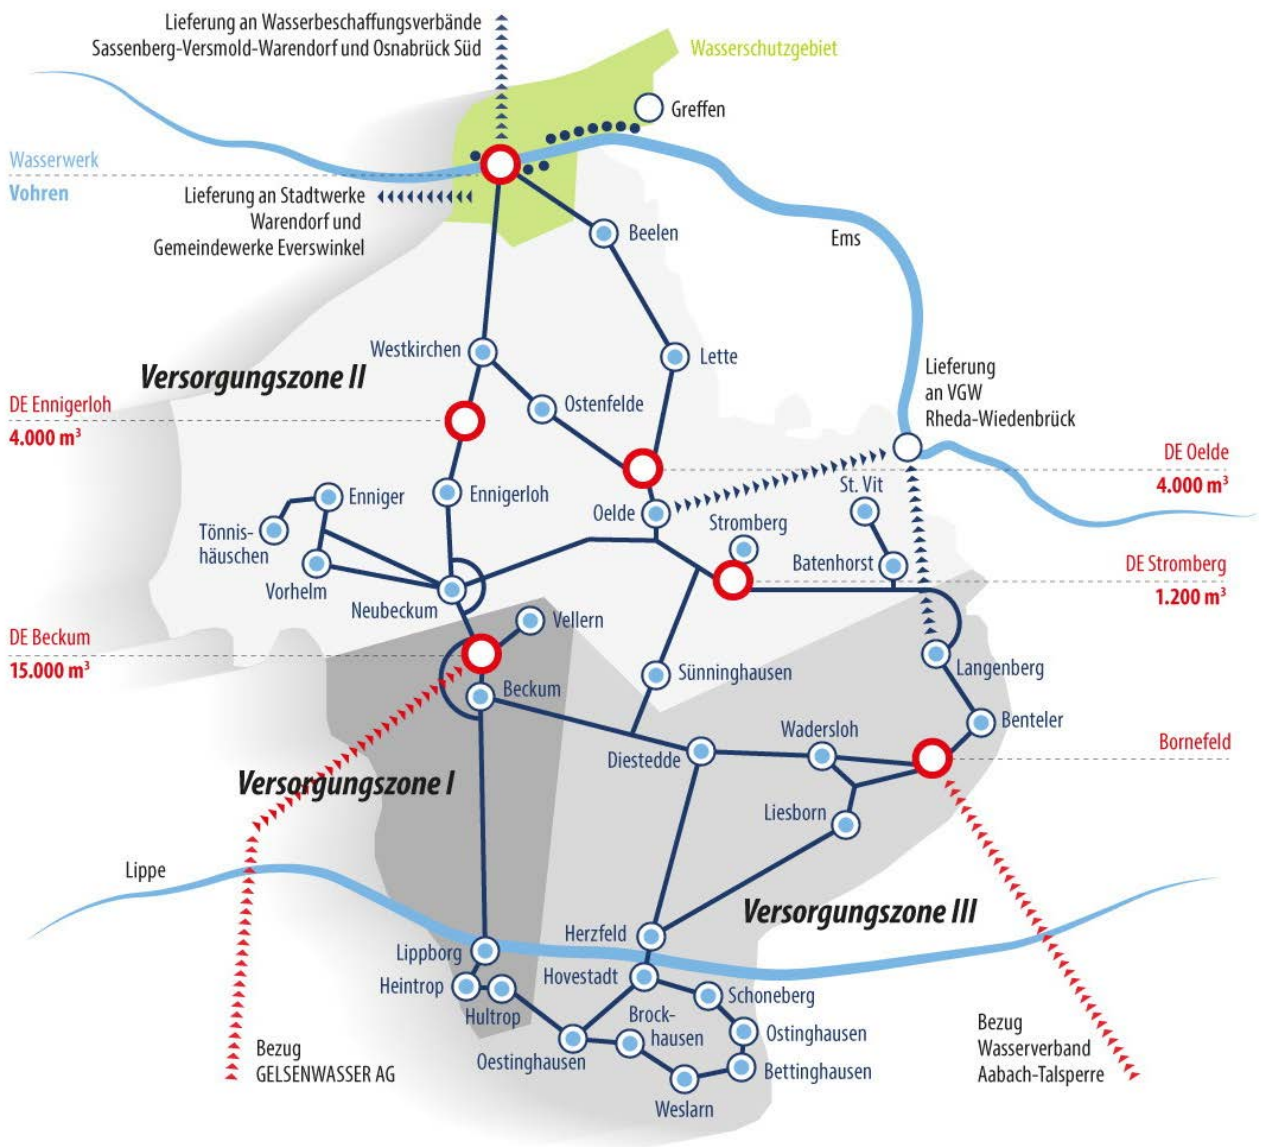 Lieferung an Wasserbeschaffungsverbände
Sassenberg-Versmold-Warendorf und Osnabrück Süd
Wasserschutzgebiet
Greffen
Wasserwerk
Vohren
Lieferung an Stadtwerke
Warendorf und
Gemeindewerke Everswinkel
Beelen
Ems
Westkirchen
Lette
Versorgungszone II
Lieferung
an VGW
Rheda-Wiedenbrück
DE Ennigerloh
4.000 m³
Ostenfelde
DE Oelde
4.000 m³
Enniger
Ennigerloh
St. Vit
Oelde
Stromberg
Tönnis-
häuschen
Vorhelm
Batenhorst
DE Stromberg
1.200 m³
Neubeckum
Vellern
DE Beckum
15.000 m³
Langenberg
Sünninghausen
Beckum
Benteler
Wadersloh
Diestedde
Bornefeld
Versorgungszone I
Liesborn
Lippe
Versorgungszone III
Herzfeld
Lippborg
Hovestadt
Heintrop
Schoneberg
Hultrop
Brock-
hausen
Ostinghausen
Oestinghausen
Bettinghausen
Weslarn
Bezug
GELSENWASSER AG
Bezug
Wasserverband
Aabach-Talsperre